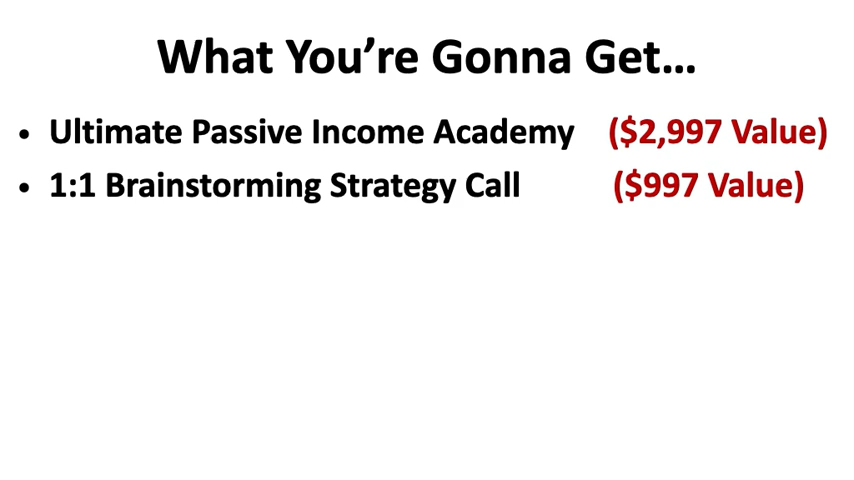 What You’re Gonna Get…
• Ultimate Passive Income Academy ($2,997 Value)
• 1:1 Brainstorming Strategy Call ($997 Value)